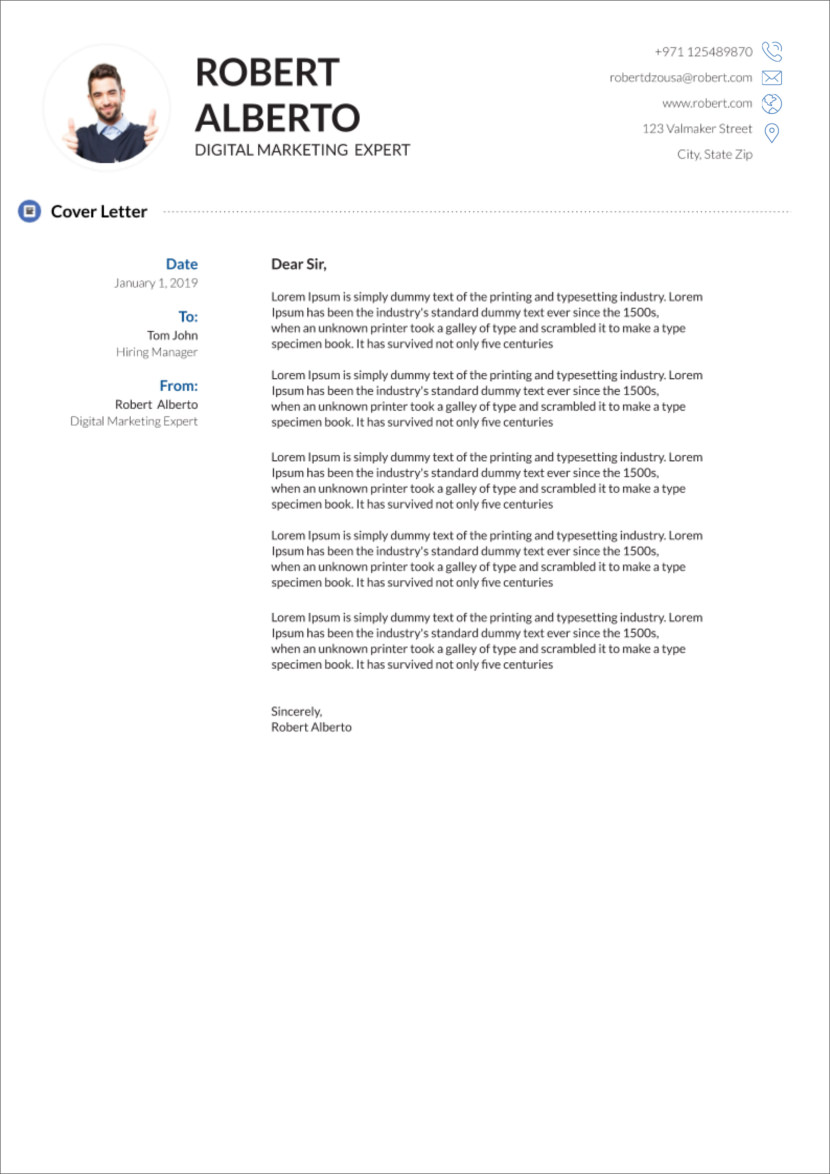 ROBERT
ALBERTO
DIGITAL MARKETING EXPERT
+971 125489870
robertdzousa@robert.com
www.robert.com
123 Valmaker Street
City, State Zip
Cover Letter
Date
January 1, 2019
To:
Tom John
Hiring Manager
From:
Robert Alberto
Digital Marketing Expert
Dear Sir,
Lorem Ipsum is simply dummy text of the printing and typesetting industry. Lorem
Ipsum has been the industry's standard dummy text ever since the 1500s,
when an unknown printer took a galley of type and scrambled it to make a type
specimen book. It has survived not only five centuries
Lorem Ipsum is simply dummy text of the printing and typesetting industry. Lorem
Ipsum has been the industry's standard dummy text ever since the 1500s,
when an unknown printer took a galley of type and scrambled it to make a type
specimen book. It has survived not only five centuries
Lorem Ipsum is simply dummy text of the printing and typesetting industry. Lorem
Ipsum has been the industry's standard dummy text ever since the 1500s,
when an unknown printer took a galley of type and scrambled it to make a type
specimen book. It has survived not only five centuries
Lorem Ipsum is simply dummy text of the printing and typesetting industry. Lorem
Ipsum has been the industry's standard dummy text ever since the 1500s,
when an unknown printer took a galley of type and scrambled it to make a type
specimen book. It has survived not only five centuries
Lorem Ipsum is simply dummy text of the printing and typesetting industry. Lorem
Ipsum has been the industry's standard dummy text ever since the 1500s,
when an unknown printer took a galley of type and scrambled it to make a type
specimen book. It has survived not only five centuries
Sincerely,
Robert Alberto